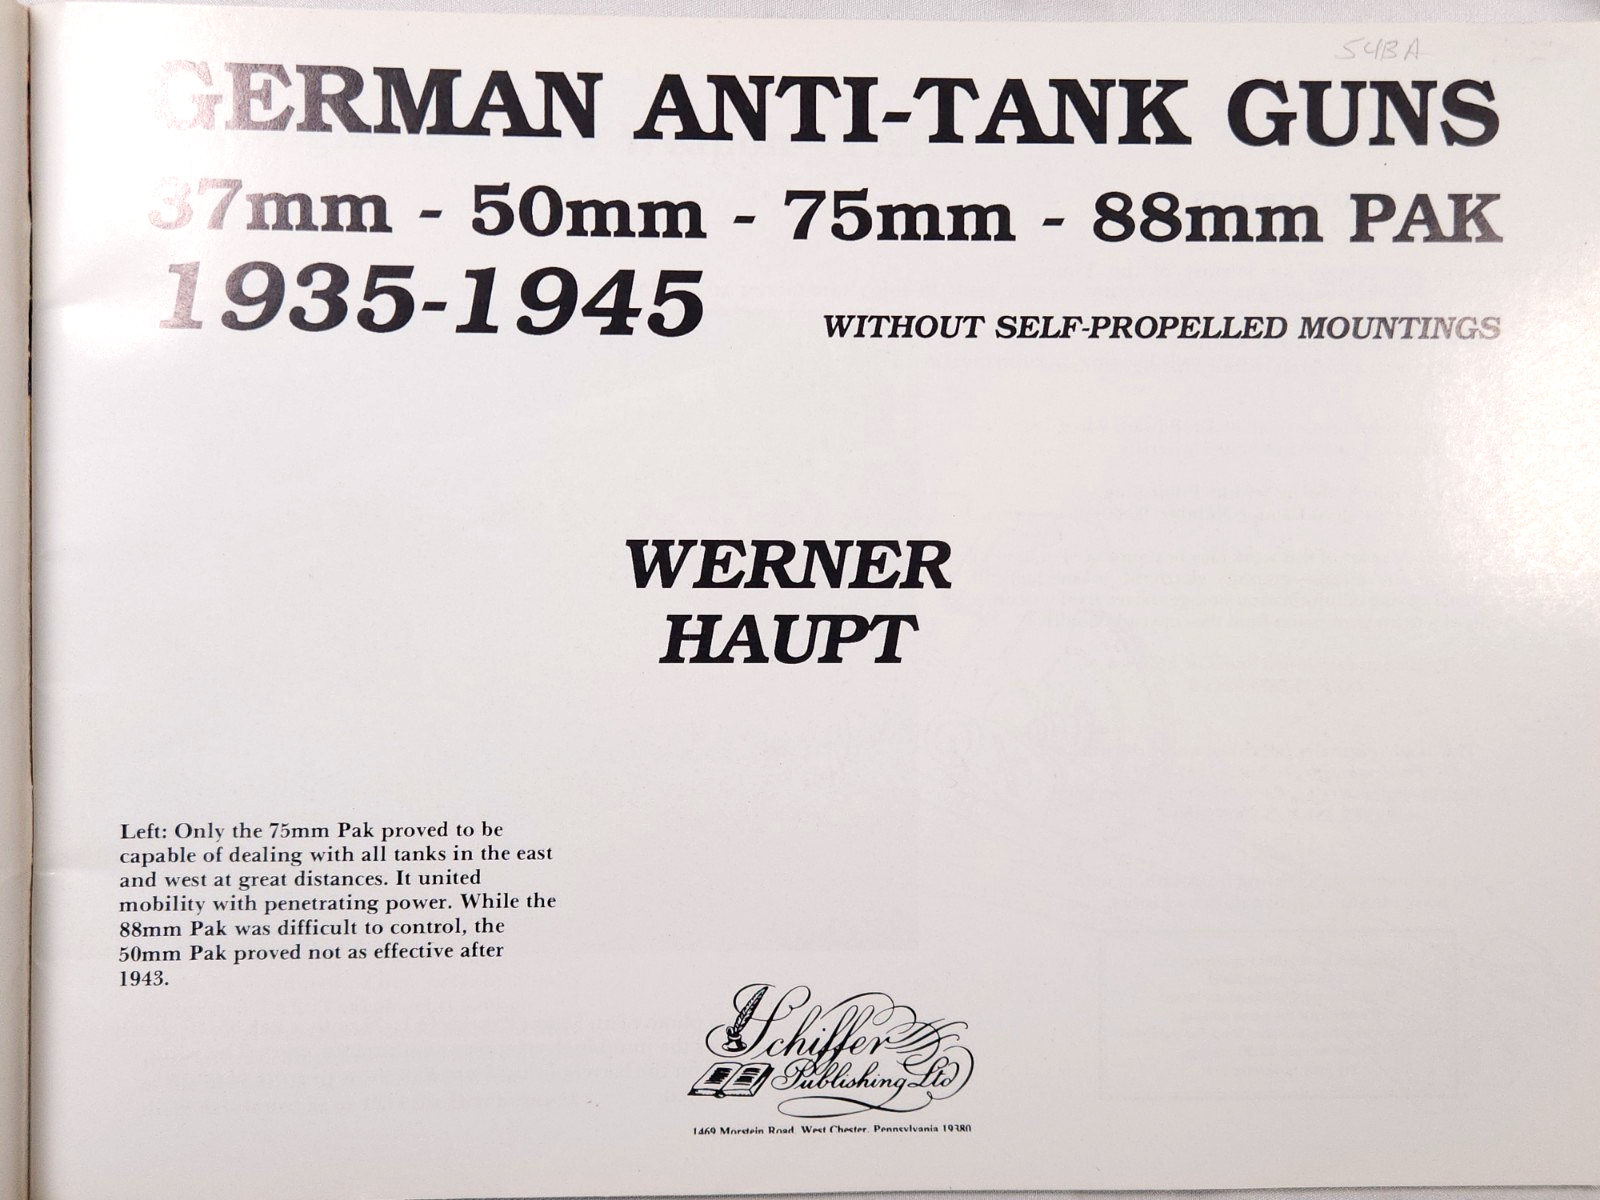 54BA
GERMAN ANTI-TANK GUNS
37mm - 50mm - 75mm - 88mm PAK
1935-1945
WITHOUT SELF-PROPELLED MOUNTINGS
WERNER
HAUPT
Left: Only the 75mm Pak proved to be
capable of dealing with all tanks in the east
and west at great distances. It united
mobility with penetrating power. While the
88mm Pak was difficult to control, the
50mm Pak proved not as effective after
1943.
Schiffer
Publishing Ltd
1469 Morstein Road, West Chester, Pennsylvania 19380